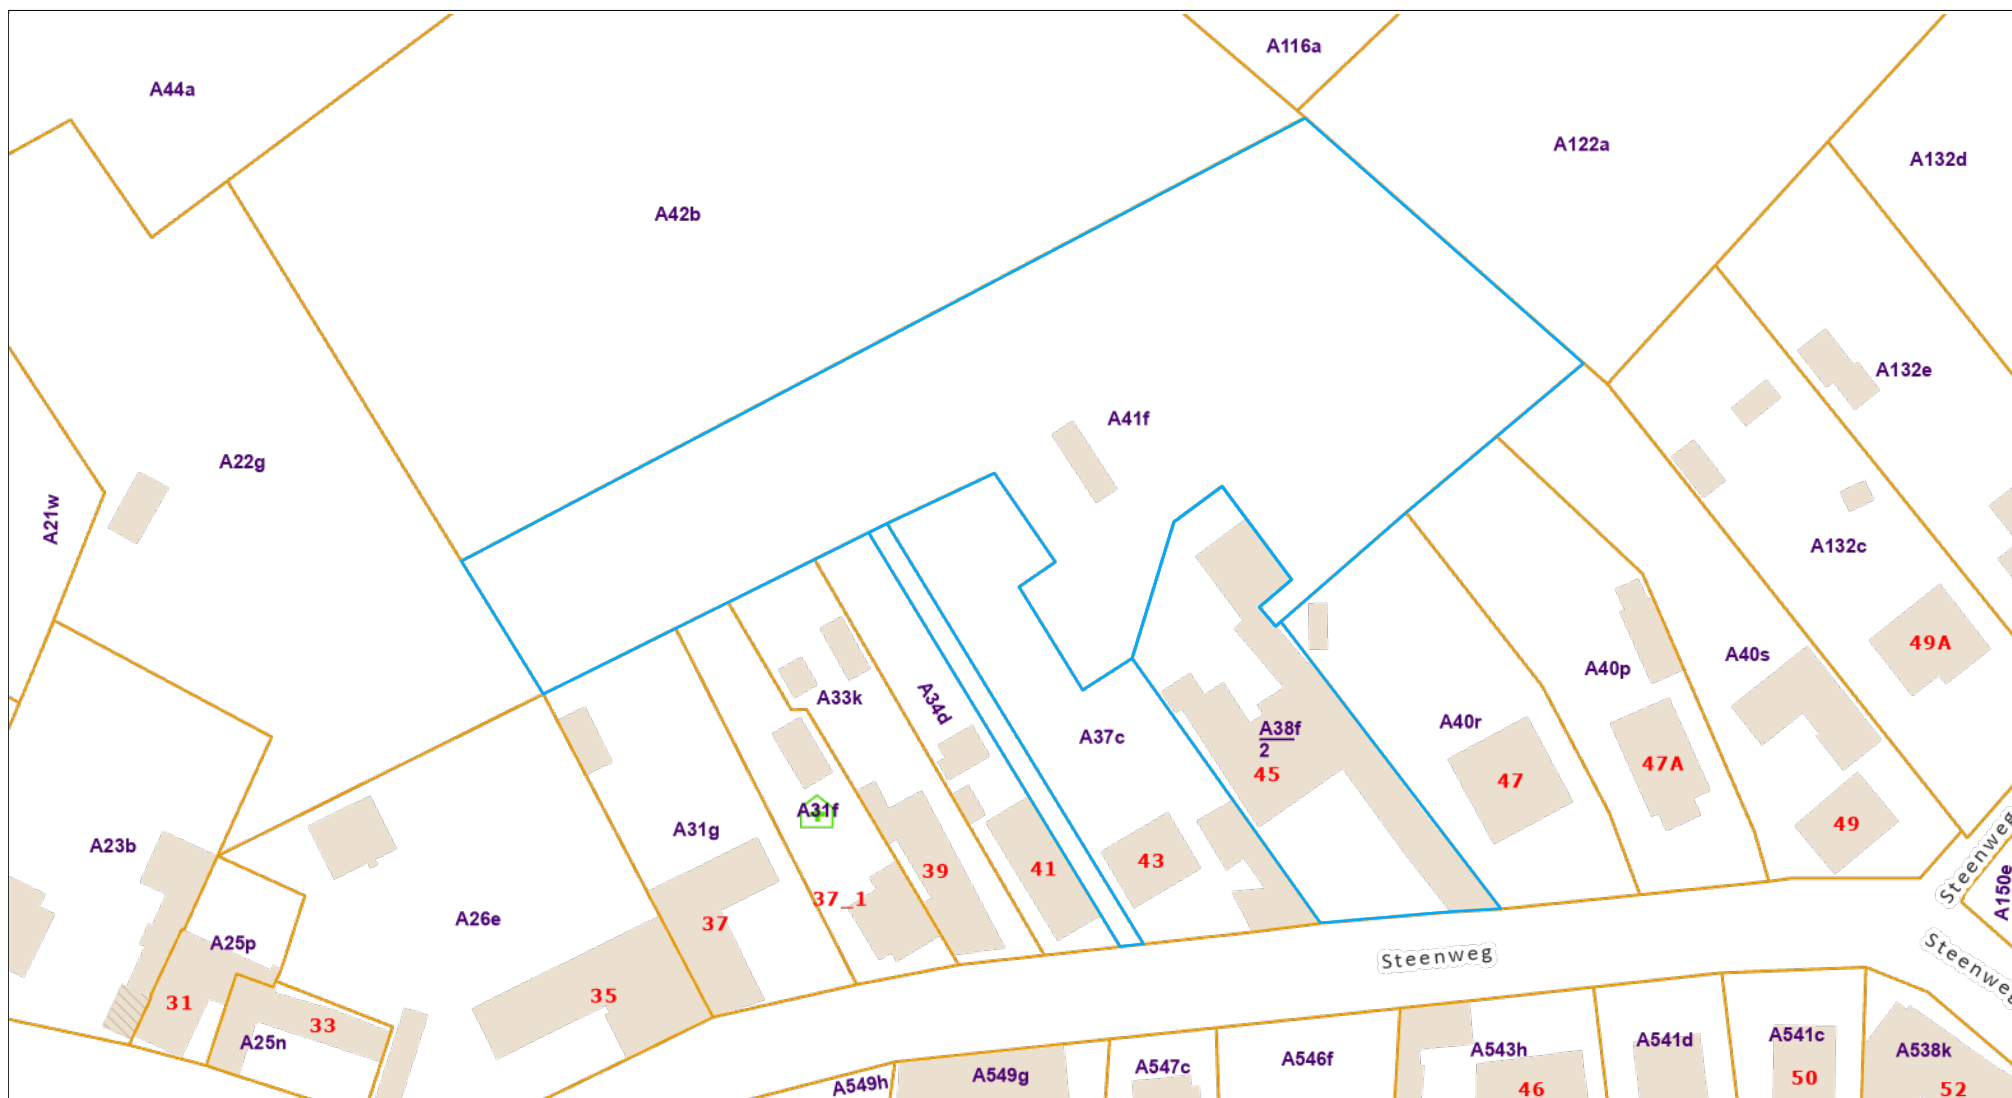 A116a
A44a
A122a
A132d
A42b
A132e
A41f
A22g
A21w
A132c
49A
A40p
A40s
A33k
A34d
A37c
A40r
A38f
2
45
47A
47
A31f
A31g
49
A23b
43
41
39
37_1
A26e
37
A25p
Steenweg
A150e
Steenweg
Steenweg
35
31
33
A25n
A541c
A541d
A543h
A538k
A546f
A547c
A549g
A549h
50
46
52